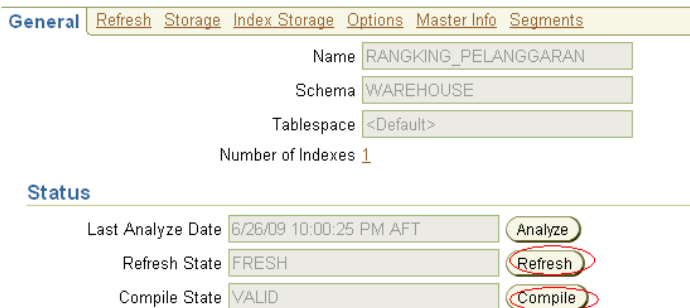 General Refresh Storage Index Storage Options Master Info Segments
Name RANGKING_PELANGGARAN
Schema WAREHOUSE
Tablespace <Default>
Number of Indexes 1
Status
Last Analyze Date 6/26/09 10:00:25 PM AFT Analyze
Refresh State FRESH Refresh
Compile State VALID Compile